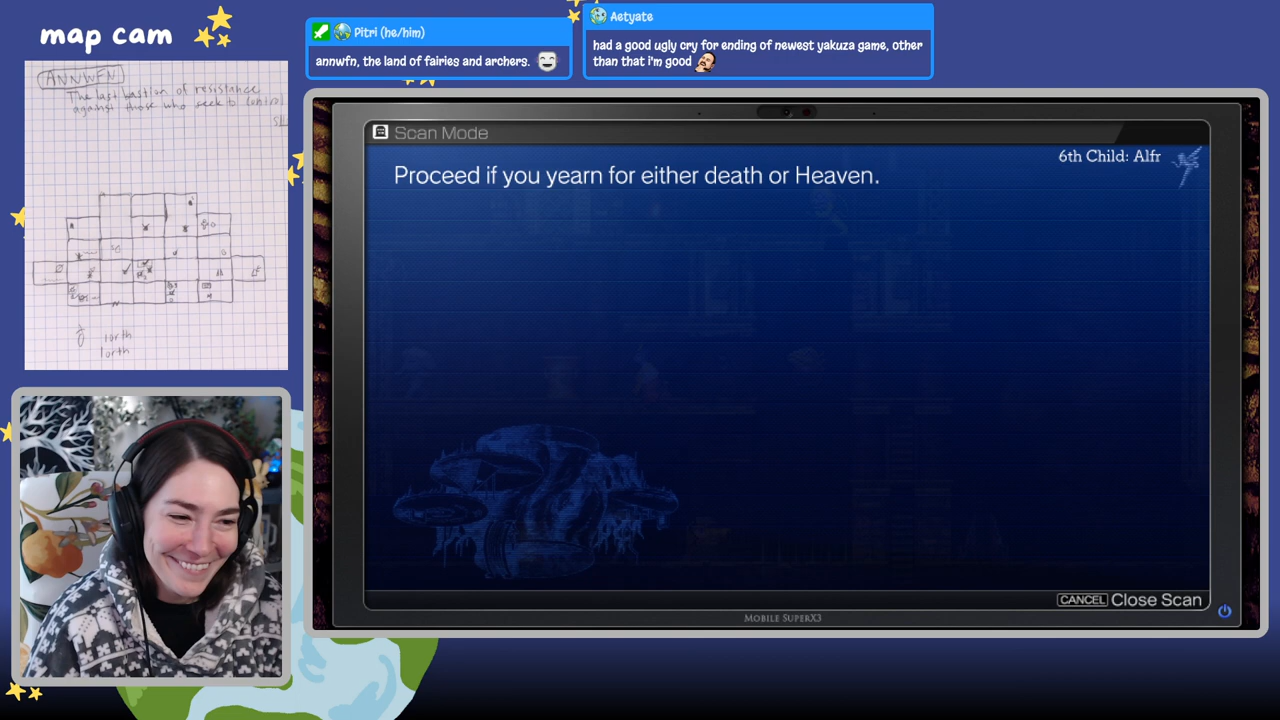 map cam
Pitri (he/him)
annwfn, the land of fairies and archers.
Aetyate
had a good ugly cry for ending of newest yakuza game, other
than that i'm good
ANNWFN
The last bastion of resistance
against those who seek to control
Scan Mode
6th Child: Alfr
Proceed if you yearn for either death or Heaven.
CANCEL Close Scan
MOBILE SUPERX3